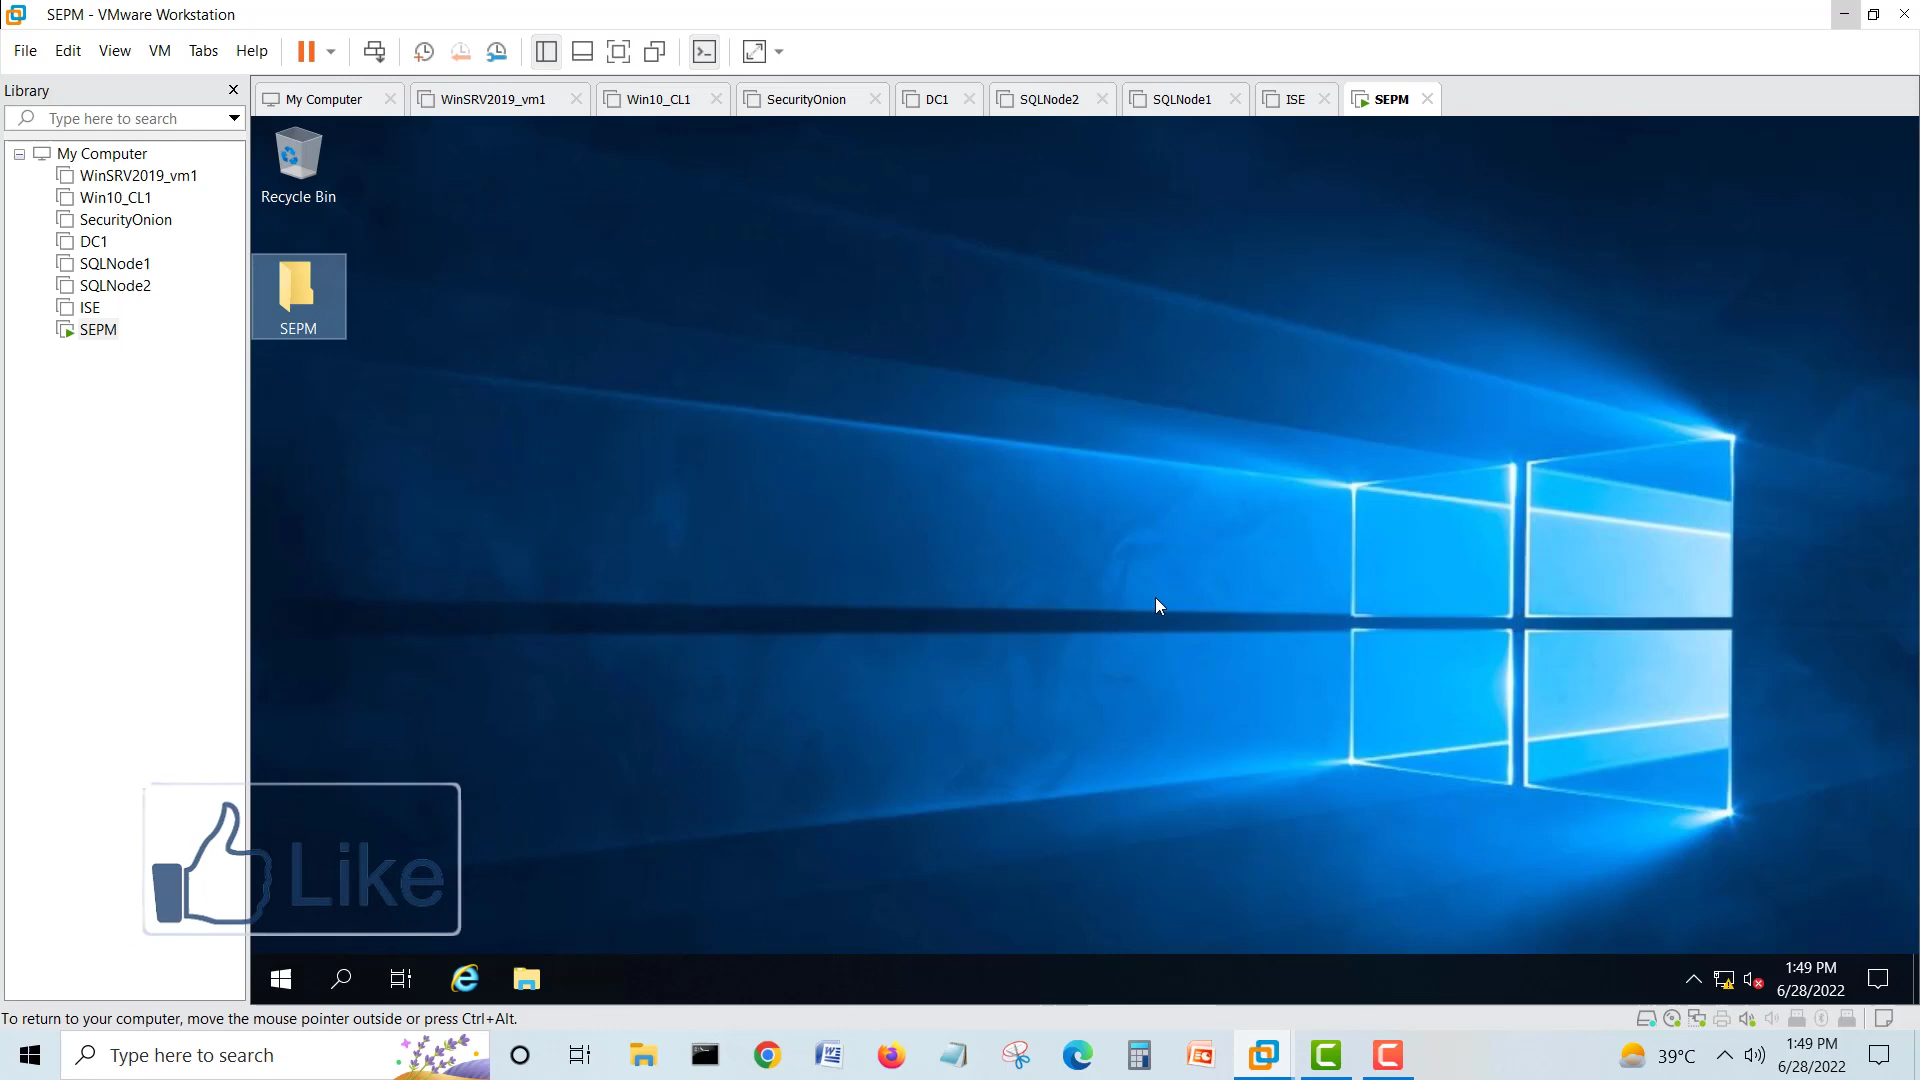 SEPM - VMware Workstation
File Edit View VM Tabs Help
Library
Type here to search
My Computer
WinSRV2019_vm1
Win10_CL1
SecurityOnion
DC1
SQLNode1
SQLNode2
ISE
SEPM
My Computer WinSRV2019_vm1 Win10_CL1 SecurityOnion DC1 SQLNode2 SQLNode1 ISE SEPM
Recycle Bin
SEPM
Like
1:49 PM
6/28/2022
To return to your computer, move the mouse pointer outside or press Ctrl+Alt.
Type here to search
39°C
1:49 PM
6/28/2022